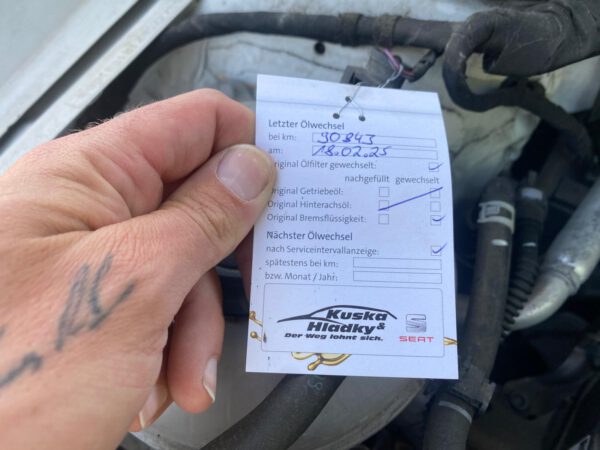 Letzter Ölwechsel
bei km: 90843
am: 18.02.25
Original Ölfilter gewechselt:
nachgefüllt gewechselt
Original Getriebeöl:
Original Hinterachsöl:
Original Bremsflüssigkeit:
Nächster Ölwechsel
nach Serviceintervallanzeige:
spätestens bei km:
bzw. Monat / Jahr:
Kuska
& Hladky
Der Weg lohnt sich.
SEAT